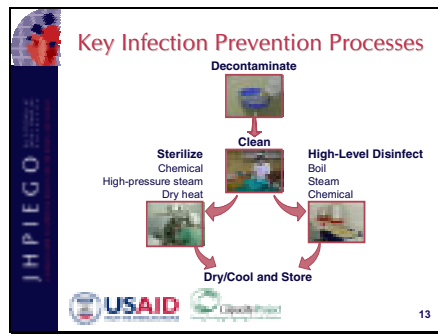 Key Infection Prevention Processes
Decontaminate
Clean
Sterilize
Chemical
High-pressure steam
Dry heat
High-Level Disinfect
Boil
Steam
Chemical
Dry/Cool and Store
JHPIEGO
USAID
CapacityProject
13